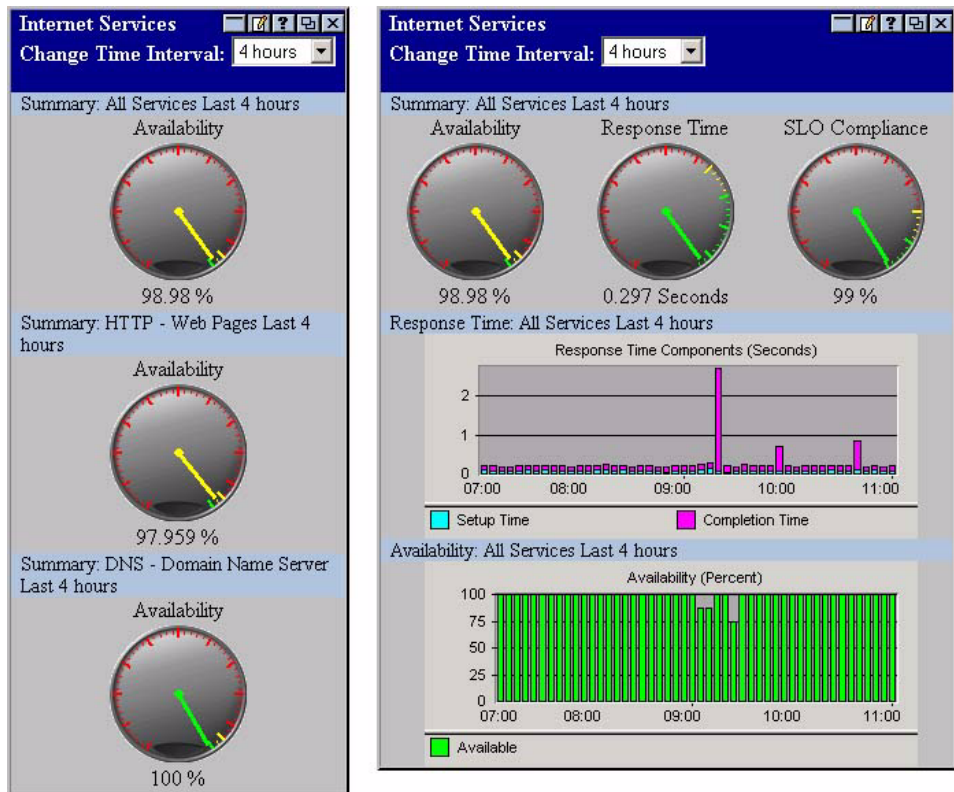 Internet Services
Change Time Interval: 4 hours
Summary: All Services Last 4 hours
Availability
98.98 %
Summary: HTTP - Web Pages Last 4
hours
Availability
97.959 %
Summary: DNS - Domain Name Server
Last 4 hours
Availability
100 %
Internet Services
Change Time Interval: 4 hours
Summary: All Services Last 4 hours
Availability Response Time SLO Compliance
98.98 % 0.297 Seconds 99 %
Response Time: All Services Last 4 hours
Response Time Components (Seconds)
2
1
0
07:00 08:00 09:00 10:00 11:00
Setup Time Completion Time
Availability: All Services Last 4 hours
Availability (Percent)
100
75
50
25
0
07:00 08:00 09:00 10:00 11:00
Available